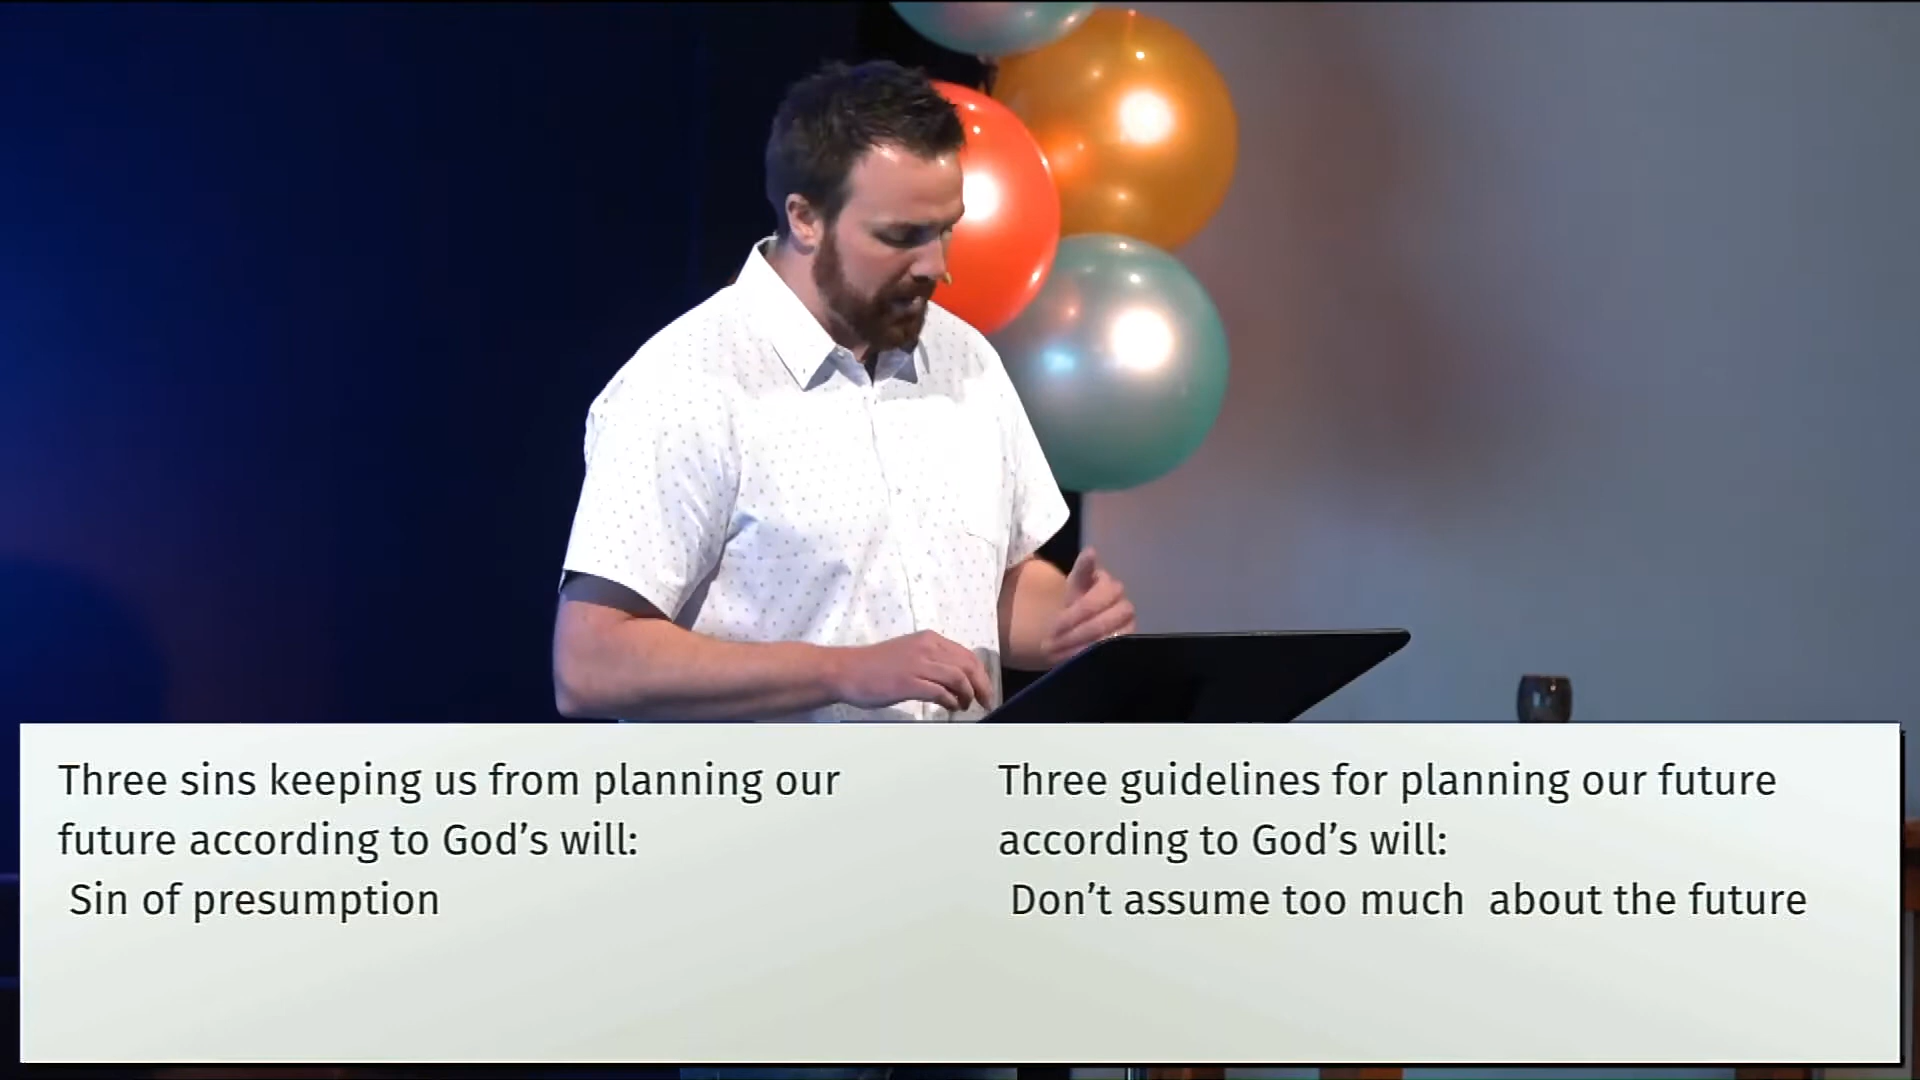 Three sins keeping us from planning our
future according to God’s will:
Sin of presumption
Three guidelines for planning our future
according to God’s will:
Don’t assume too much  about the future